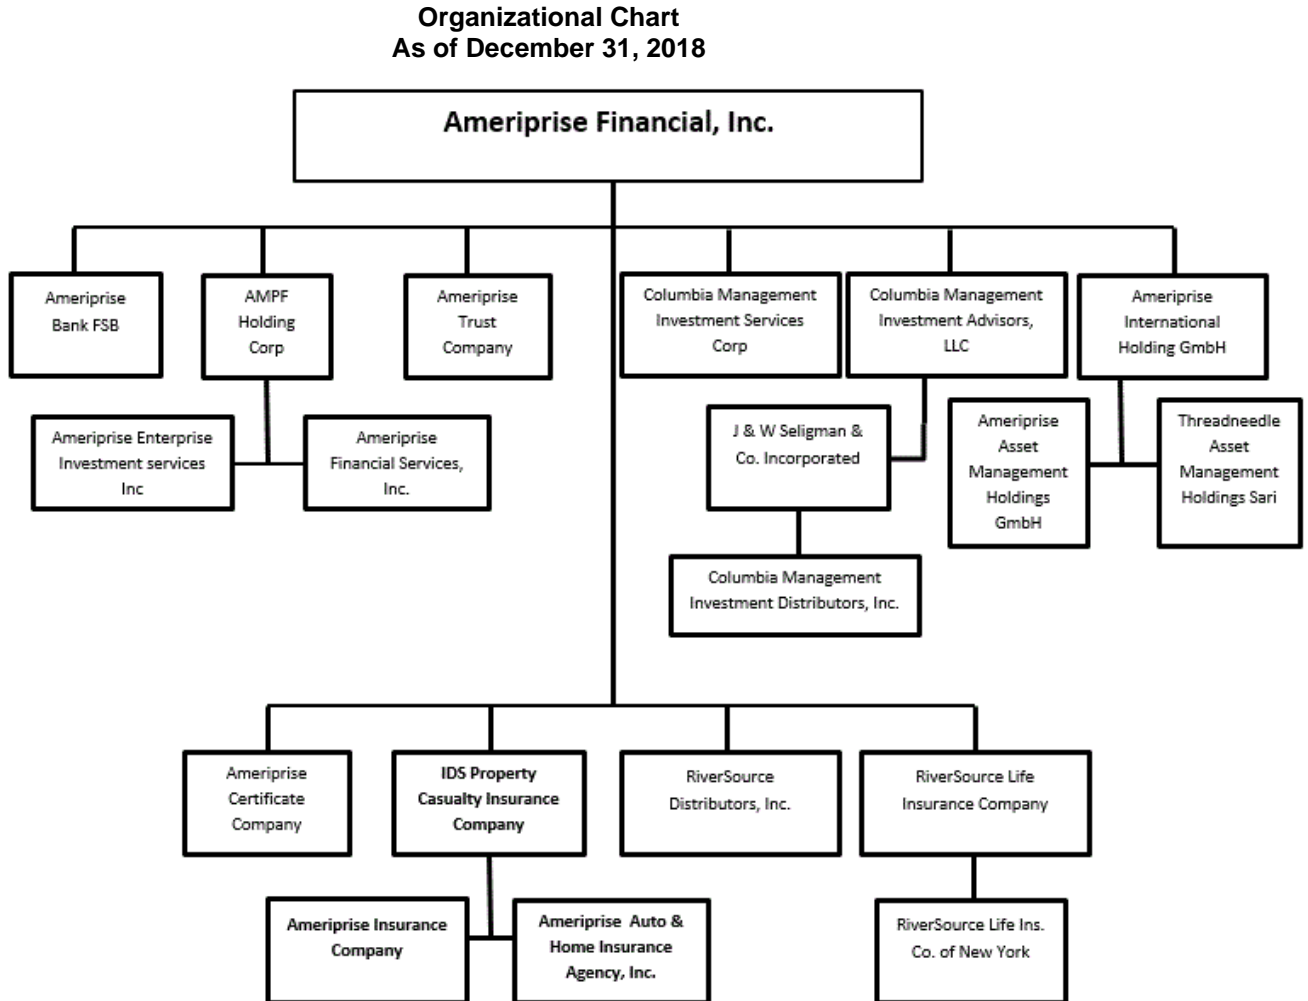 Organizational Chart
As of December 31, 2018
Ameriprise Financial, Inc.
Ameriprise
Bank FSB
AMPF
Holding
Corp
Ameriprise
Trust
Company
Columbia Management
Investment Services
Corp
Columbia Management
Investment Advisors,
LLC
Ameriprise
International
Holding GmbH
Ameriprise Enterprise
Investment services
Inc
Ameriprise
Financial Services,
Inc.
J & W Seligman &
Co. Incorporated
Ameriprise
Asset
Management
Holdings
GmbH
Threadneedle
Asset
Management
Holdings Sari
Columbia Management
Investment Distributors, Inc.
Ameriprise
Certificate
Company
IDS Property
Casualty Insurance
Company
RiverSource
Distributors, Inc.
RiverSource Life
Insurance Company
Ameriprise Insurance
Company
Ameriprise Auto &
Home Insurance
Agency, Inc.
RiverSource Life Ins.
Co. of New York